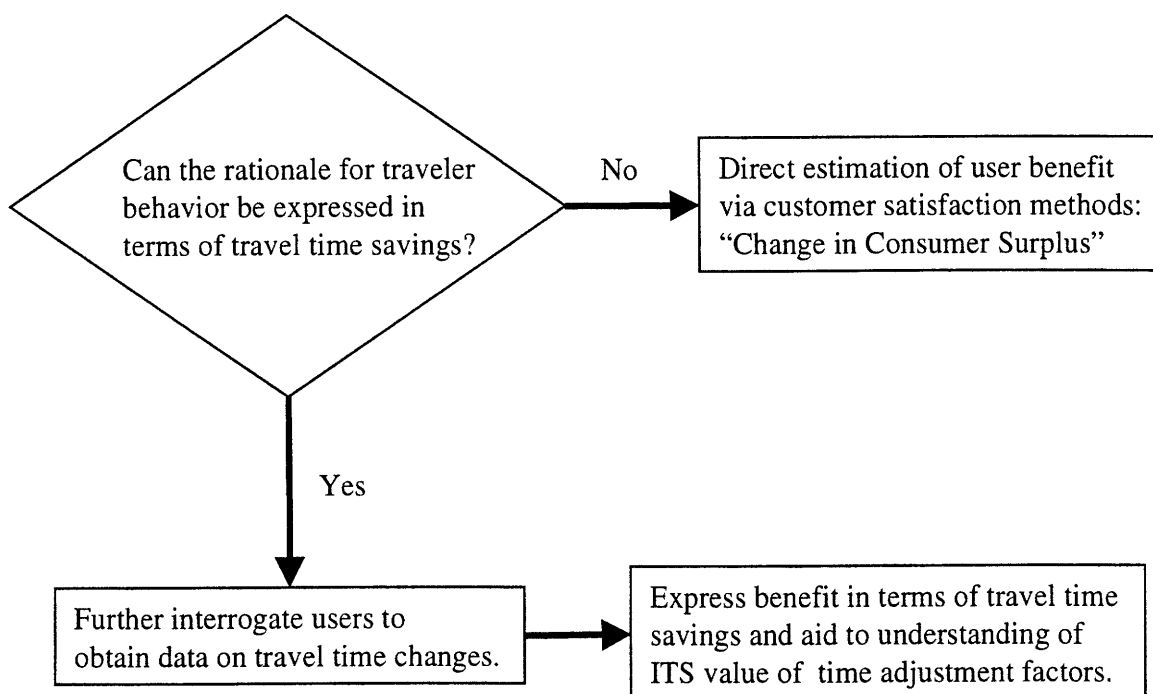 Can the rationale for traveler
behavior be expressed in
terms of travel time savings?
No
Direct estimation of user benefit
via customer satisfaction methods:
“Change in Consumer Surplus”
Yes
Further interrogate users to
obtain data on travel time changes.
Express benefit in terms of travel time
savings and aid to understanding of
ITS value of time adjustment factors.